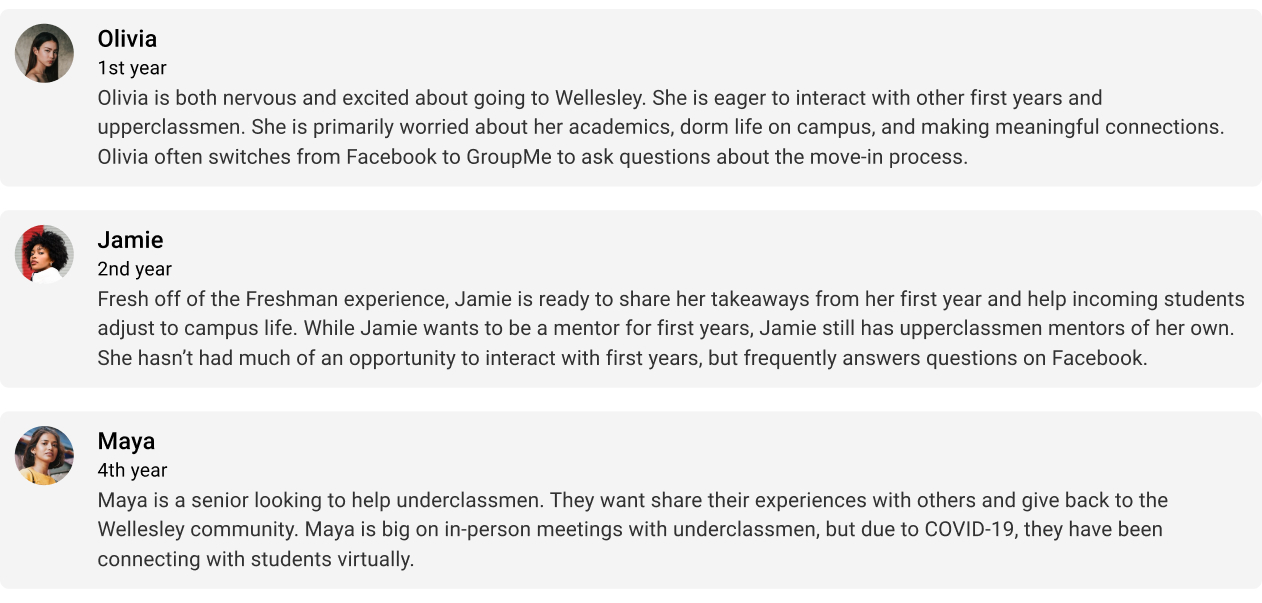 Olivia
1st year
Olivia is both nervous and excited about going to Wellesley. She is eager to interact with other first years and
upperclassmen. She is primarily worried about her academics, dorm life on campus, and making meaningful connections.
Olivia often switches from Facebook to GroupMe to ask questions about the move-in process.
Jamie
2nd year
Fresh off of the Freshman experience, Jamie is ready to share her takeaways from her first year and help incoming students
adjust to campus life. While Jamie wants to be a mentor for first years, Jamie still has upperclassmen mentors of her own.
She hasn’t had much of an opportunity to interact with first years, but frequently answers questions on Facebook.
Maya
4th year
Maya is a senior looking to help underclassmen. They want share their experiences with others and give back to the
Wellesley community. Maya is big on in-person meetings with underclassmen, but due to COVID-19, they have been
connecting with students virtually.